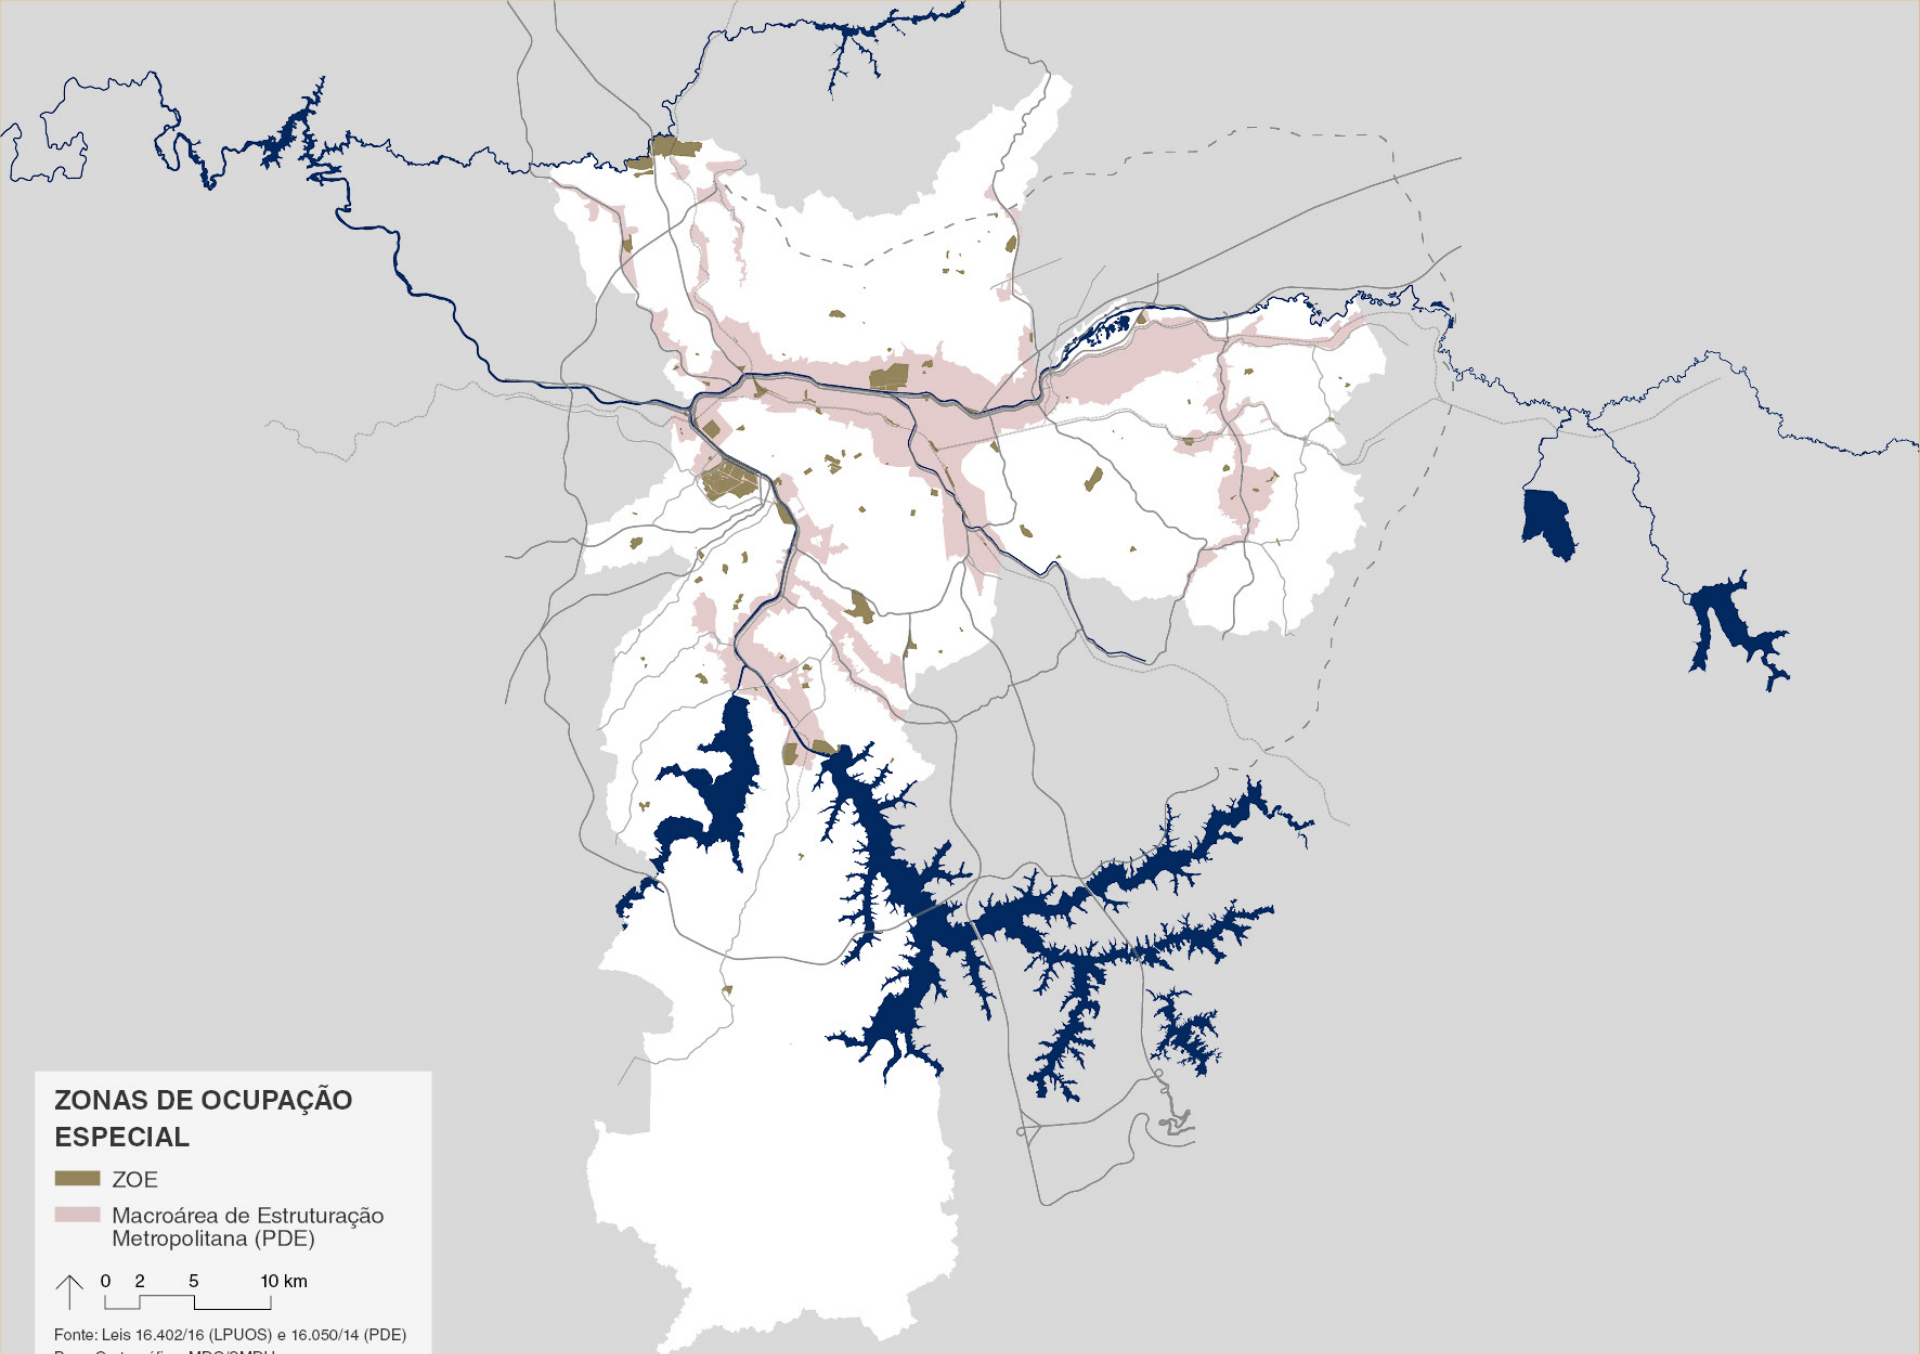 ZONAS DE OCUPAÇÃO
ESPECIAL
ZOE
Macroárea de Estruturação
Metropolitana (PDE)
0 2 5 10 km
Fonte: Leis 16.402/16 (LPUOS) e 16.050/14 (PDE)